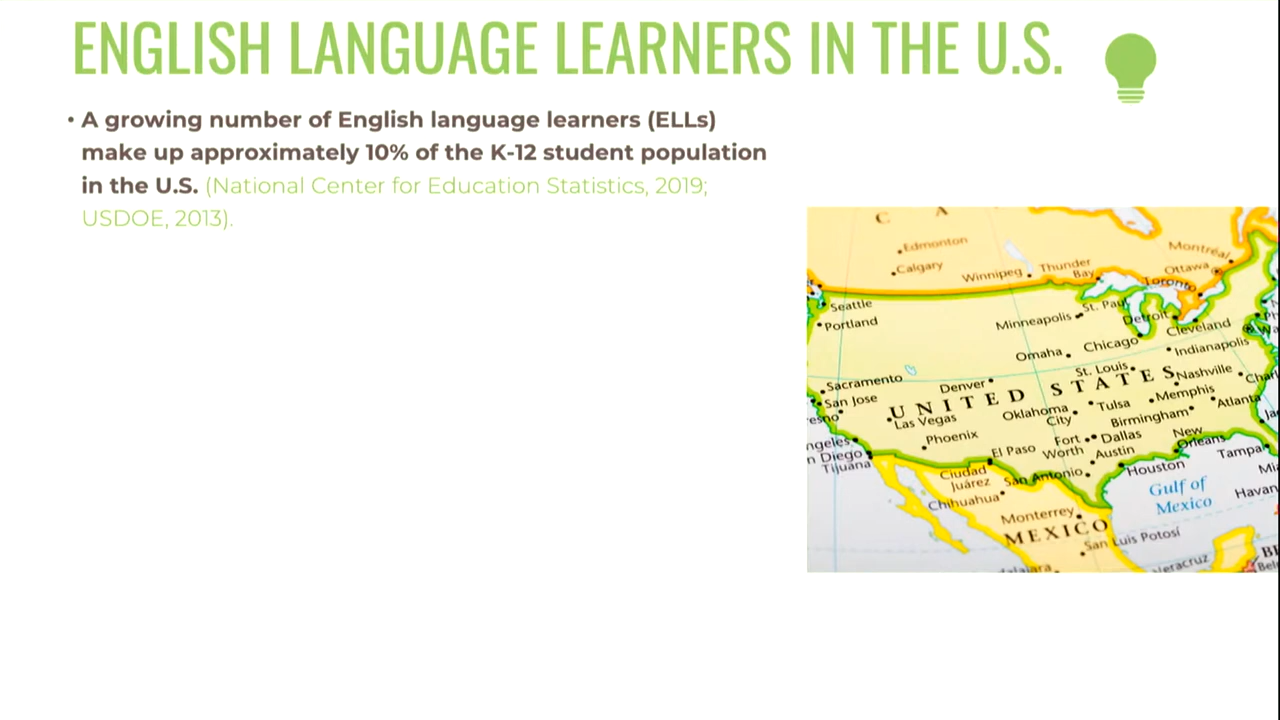 ENGLISH LANGUAGE LEARNERS IN THE U.S.
• A growing number of English language learners (ELLs)
make up approximately 10% of the K-12 student population
in the U.S. (National Center for Education Statistics, 2019;
USDOE, 2013).
C A
Edmonton
Calgary
Winnipeg
Thunder
Bay
Montréal
Ottawa
Toronto
Seattle
Portland
Minneapolis
St. Paul
Detroit
Cleveland
Omaha
Chicago
Indianapolis
Sacramento
San Jose
Denver
St. Louis
Nashville
UNITED STATES
Las Vegas
Oklahoma
City
Tulsa
Memphis
Birmingham
Atlanta
Phoenix
El Paso
Fort
Worth
Dallas
Austin
New
Orleans
Tampa
Tijuana
Ciudad
Juárez
San Antonio
Houston
Chihuahua
Gulf of
Mexico
Havan
Monterrey
MEXICO
San Luis Potosí